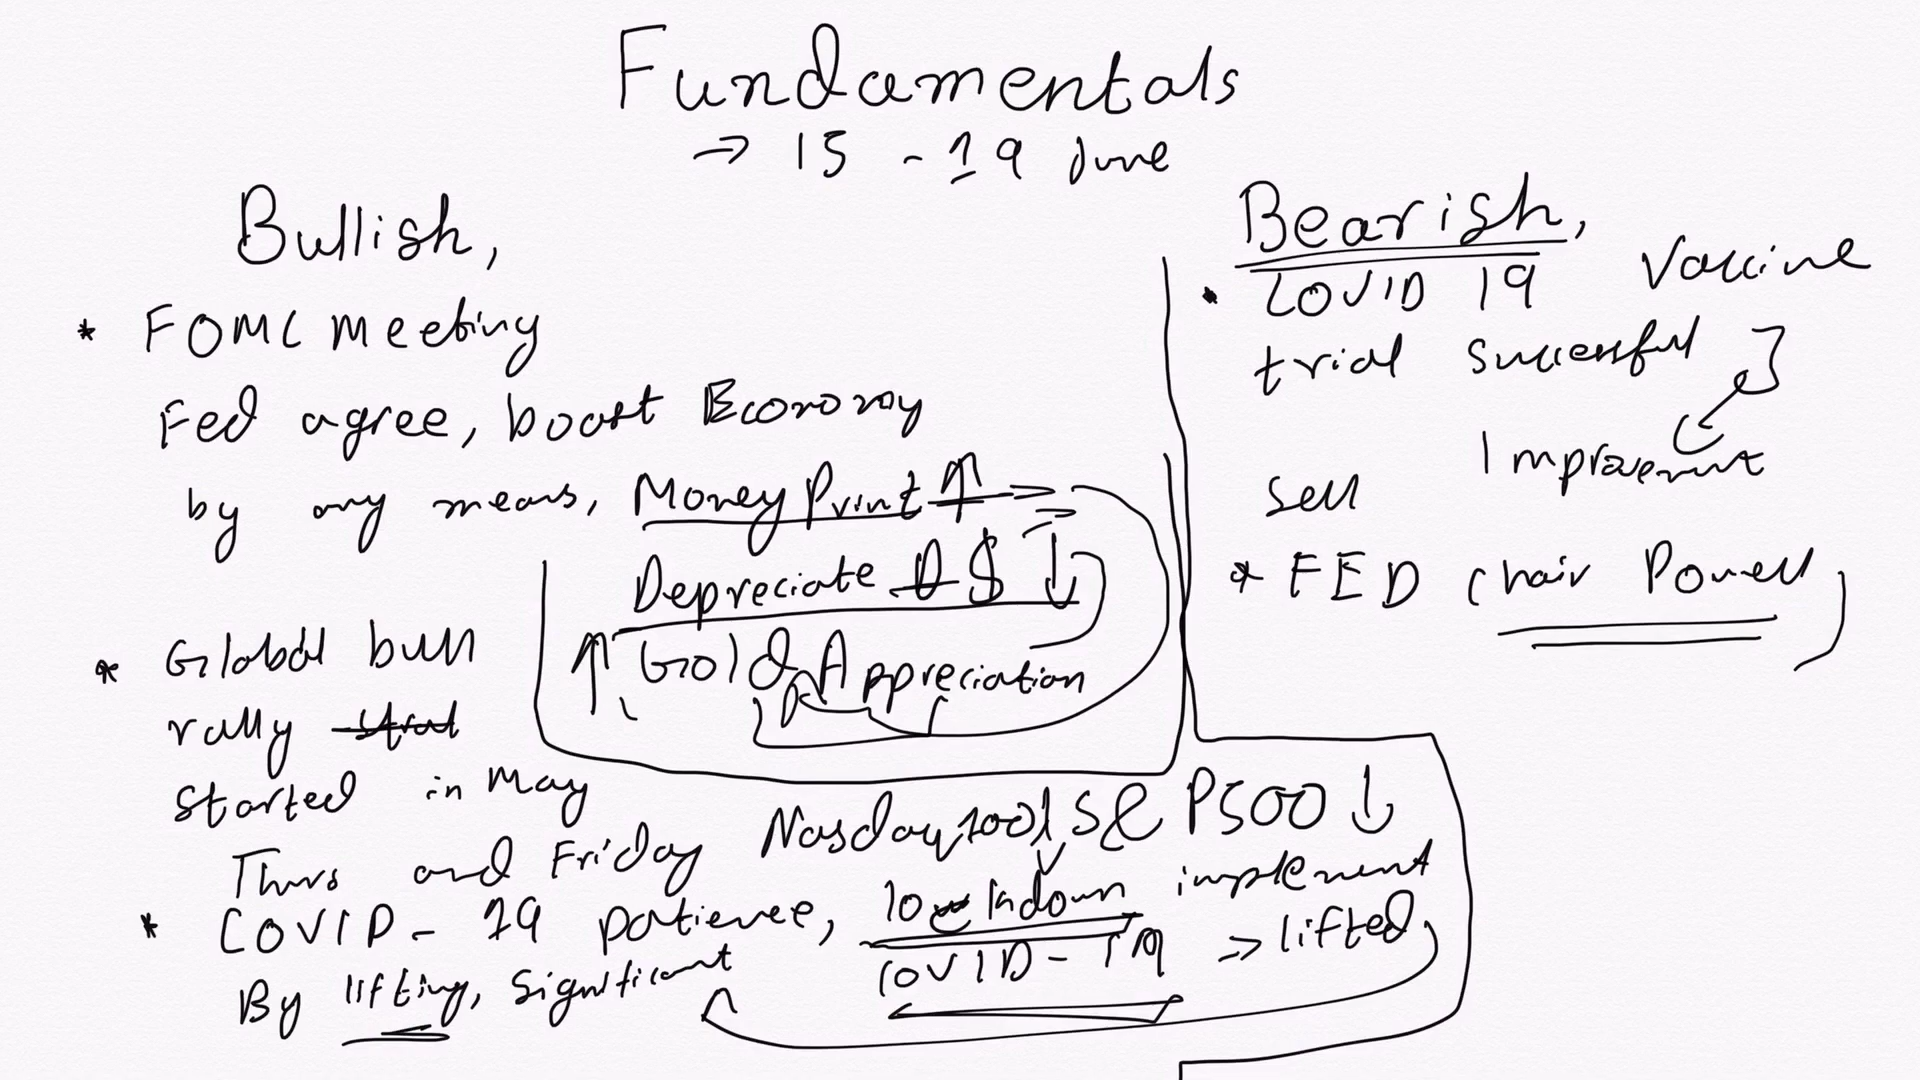 Fundamentals
→ 15 - 19 June
Bullish,
* FOMC Meeting
Fed agree, boost Economy
by any means, Money Print ↑ ⇒
Depreciate $ ↓
↑ Gold Appreciation
* Global bull
rally
Started in May
Thurs and Friday Nasdaq100 S&P500 ↓
* COVID-19 patience, lockdown implement
COVID-19 ⇒ lifted
By lifting, Significant
Bearish,
• COVID 19 Vaccine
trial Successful
Improvement
Sell
* FED Chair Powell